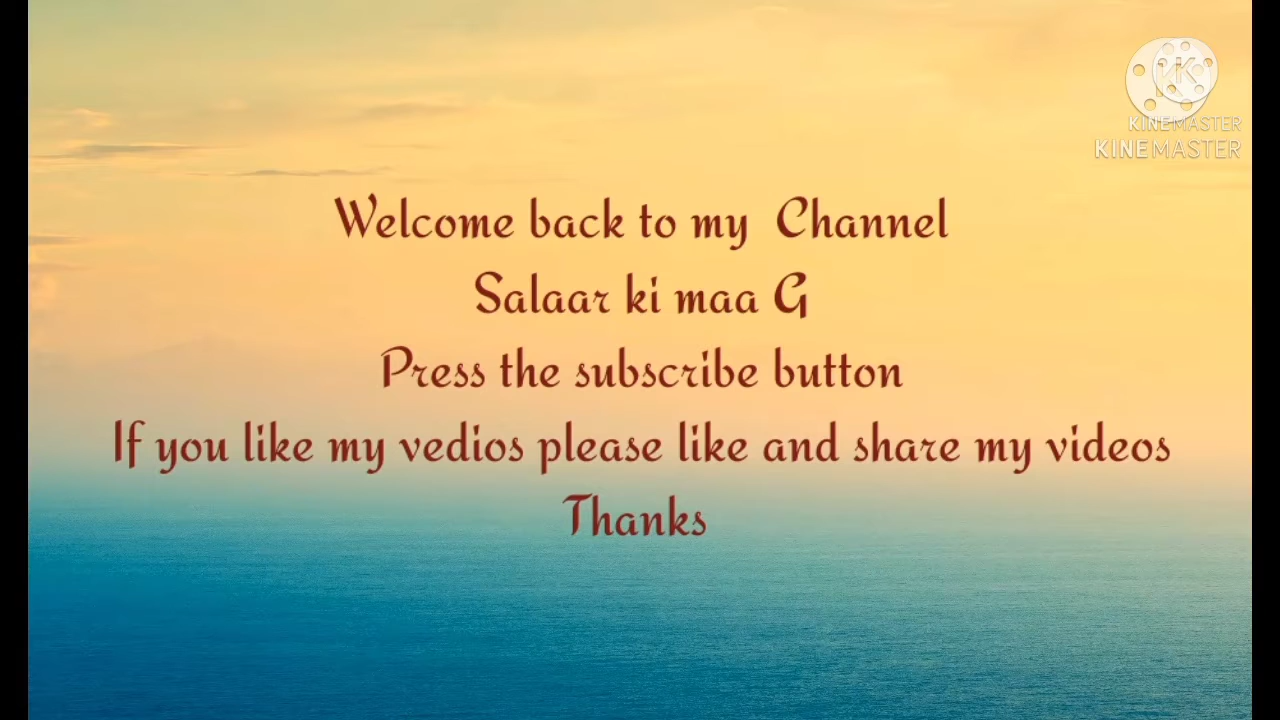 KINEMASTER
KINEMASTER
Welcome back to my Channel
Salaar ki maa G
Press the subscribe button
If you like my vedios please like and share my videos
Thanks